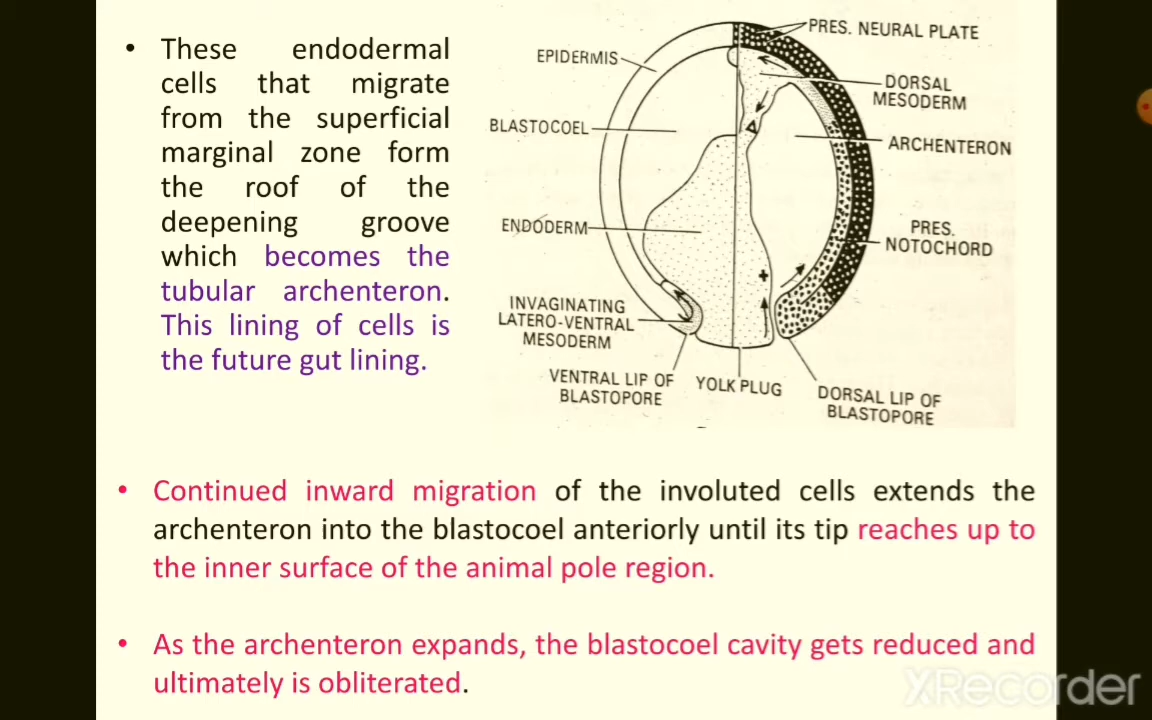 • These endodermal
cells that migrate
from the superficial
marginal zone form
the roof of the
deepening groove
which becomes the
tubular archenteron.
This lining of cells is
the future gut lining.
PRES. NEURAL PLATE
EPIDERMIS
DORSAL
MESODERM
BLASTOCOEL
ARCHENTERON
ENDODERM
PRES.
NOTOCHORD
INVAGINATING
LATERO-VENTRAL
MESODERM
VENTRAL LIP OF
BLASTOPORE
YOLK PLUG
DORSAL LIP OF
BLASTOPORE
• Continued inward migration of the involuted cells extends the
archenteron into the blastocoel anteriorly until its tip reaches up to
the inner surface of the animal pole region.
• As the archenteron expands, the blastocoel cavity gets reduced and
ultimately is obliterated.
XRecorder